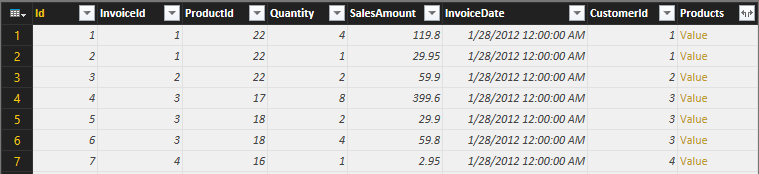 Id InvoiceId ProductId Quantity SalesAmount InvoiceDate CustomerId Products
1 1 1 22 4 119.8 1/28/2012 12:00:00 AM 1 Value
2 2 1 22 1 29.95 1/28/2012 12:00:00 AM 1 Value
3 3 2 22 2 59.9 1/28/2012 12:00:00 AM 2 Value
4 4 3 17 8 399.6 1/28/2012 12:00:00 AM 3 Value
5 5 3 18 2 29.9 1/28/2012 12:00:00 AM 3 Value
6 6 3 18 4 59.8 1/28/2012 12:00:00 AM 3 Value
7 7 4 16 1 2.95 1/28/2012 12:00:00 AM 4 Value